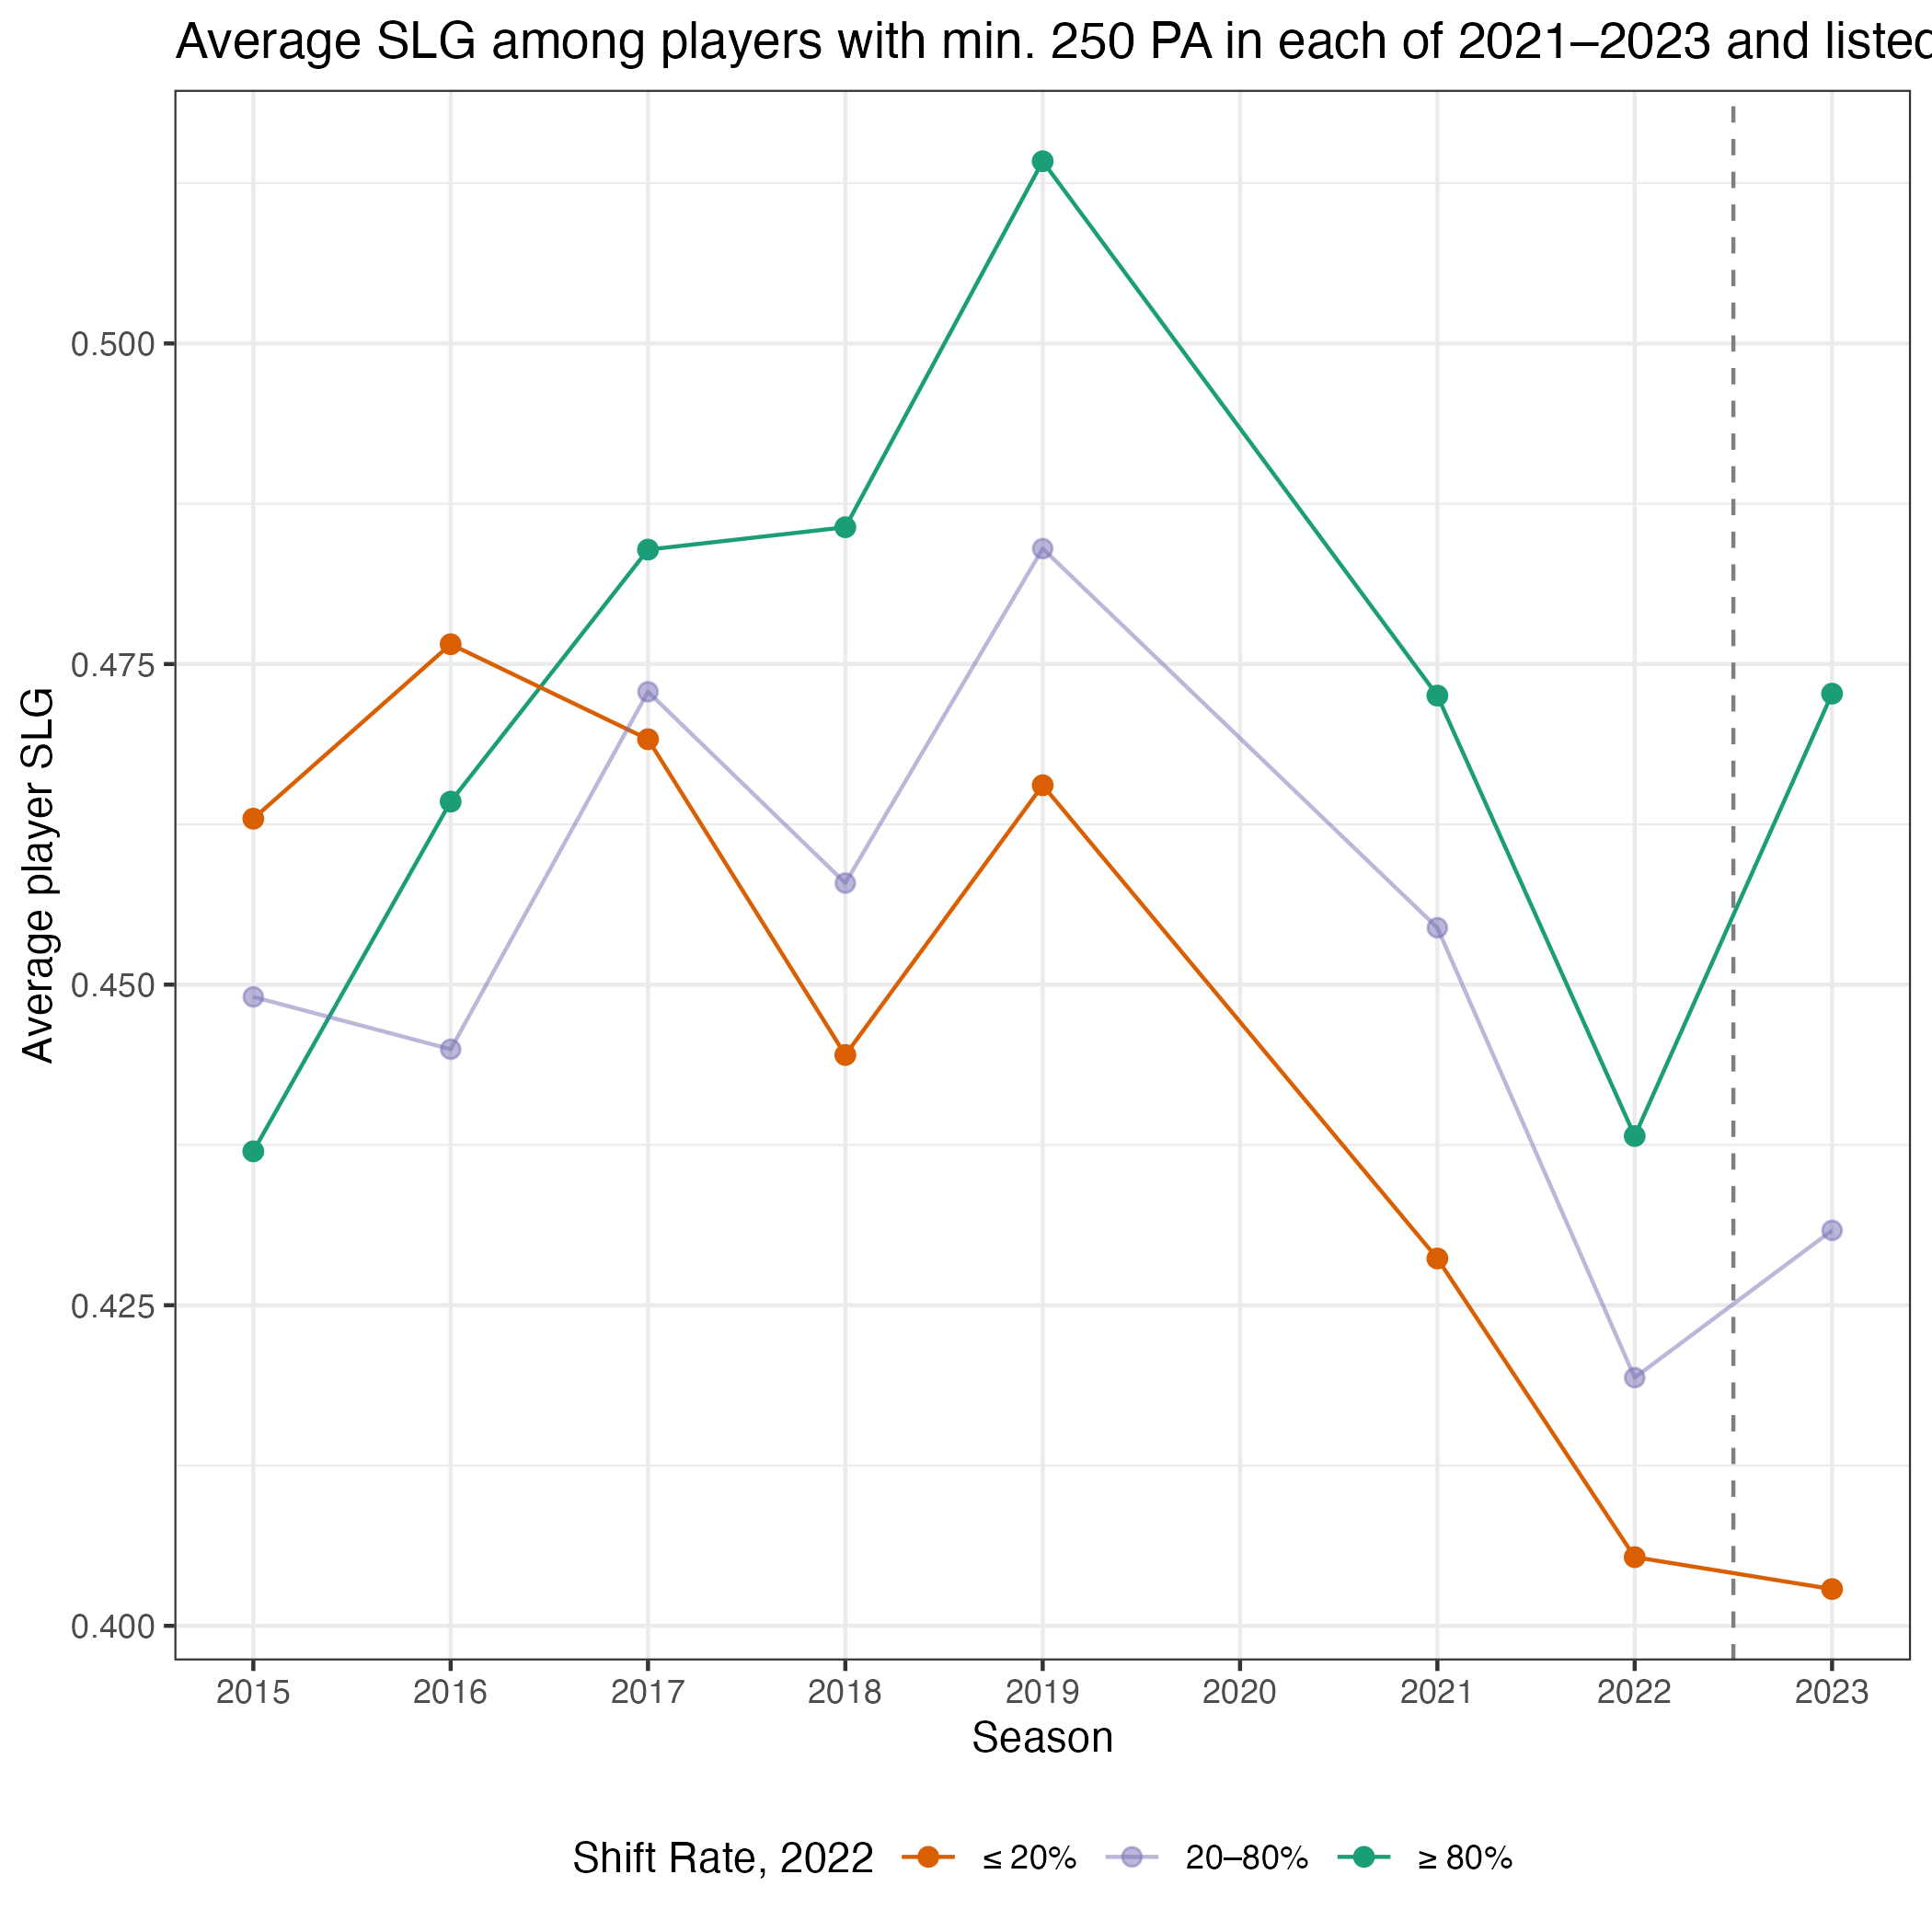 Average SLG among players with min. 250 PA in each of 2021–2023 and listed
Average player SLG
0.500
0.475
0.450
0.425
0.400
2015 2016 2017 2018 2019 2020 2021 2022 2023
Season
Shift Rate, 2022 ≤ 20% 20–80% ≥ 80%